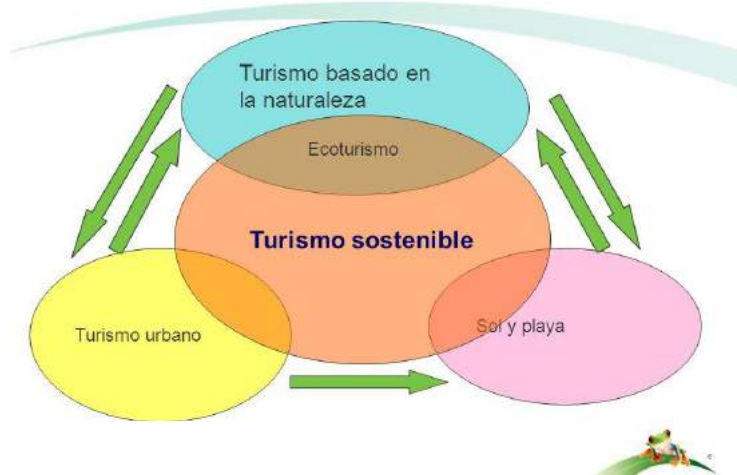 Turismo basado en
la naturaleza
Ecoturismo
Turismo sostenible
Turismo urbano
Sol y playa